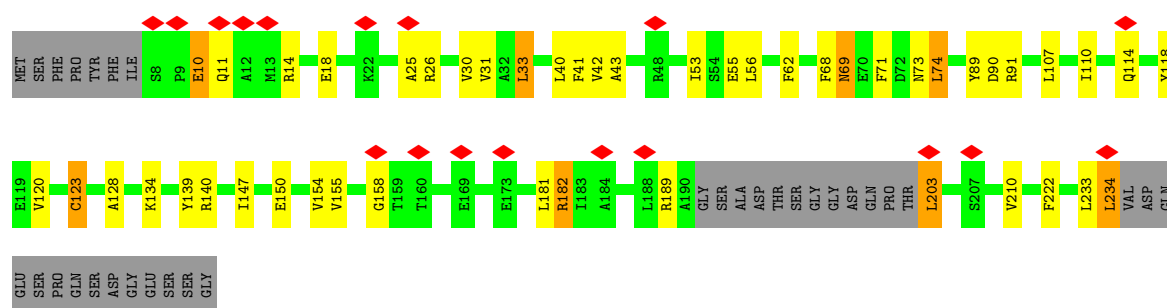 MET SER PHE PRO TYR PHE ILE S8 P9 E10 Q11 A12 M13 R14 E18 K22 A25 R26 V30 V31 A32 L33 L40 F41 V42 A43 R48 I53 S54 E55 L56 F62 F68 N69 E70 F71 D72 N73 L74 Y89 D90 R91 L107 I110 Q114 Y118
E119 V120 C123 A128 K134 Y139 R140 I147 E150 V154 V155 G158 T159 T160 E169 E173 L181 R182 I183 A184 L188 R189 A190 GLY SER ALA ASP THR SER GLY GLY ASP GLN PRO THR L203 S207 V210 F222 L233 L234 VAL ASP GLN
GLU SER PRO GLN SER ASP GLY GLU SER SER GLY